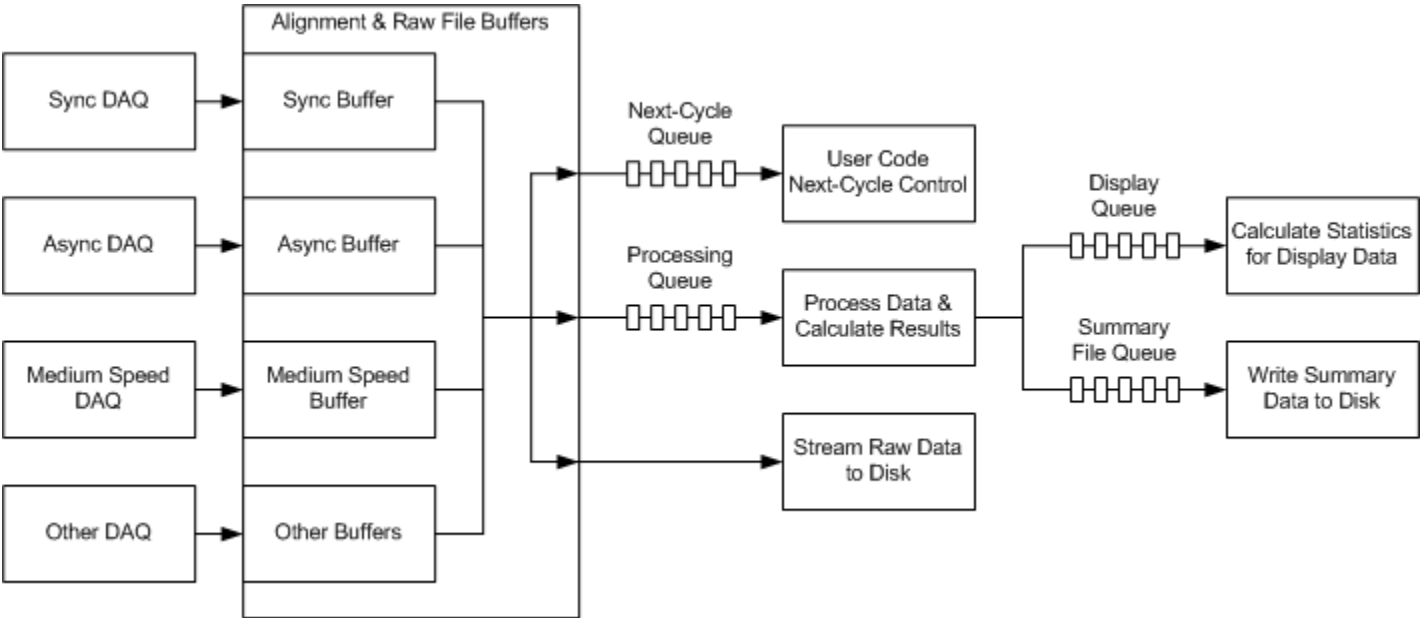 Alignment & Raw File Buffers
Sync DAQ
Sync Buffer
Async DAQ
Async Buffer
Medium Speed
DAQ
Medium Speed
Buffer
Other DAQ
Other Buffers
Next-Cycle
Queue
User Code
Next-Cycle Control
Processing
Queue
Process Data &
Calculate Results
Stream Raw Data
to Disk
Display
Queue
Calculate Statistics
for Display Data
Summary
File Queue
Write Summary
Data to Disk